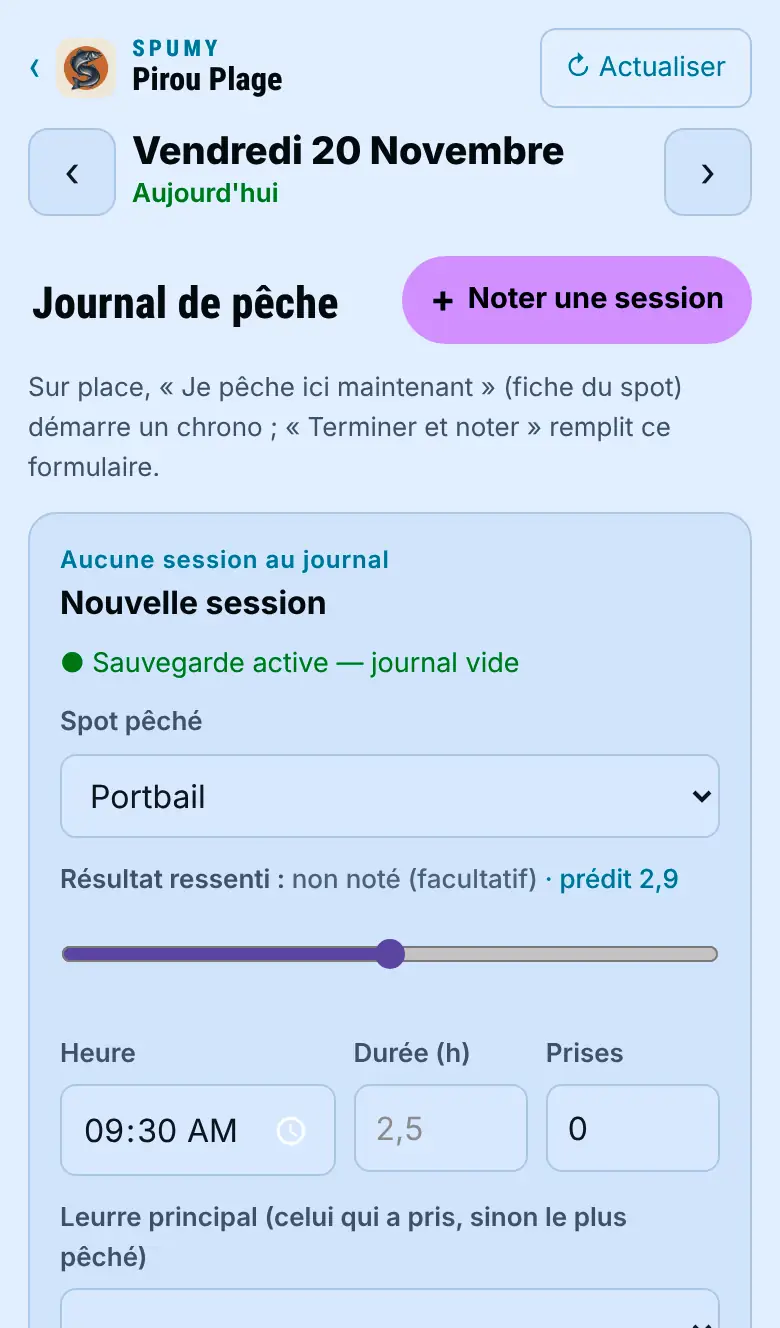 SPUMY
Pirou Plage
Actualiser
Vendredi 20 Novembre
Aujourd'hui
Journal de pêche
+ Noter une session
Sur place, « Je pêche ici maintenant » (fiche du spot)
démarre un chrono ; « Terminer et noter » remplit ce
formulaire.
Aucune session au journal
Nouvelle session
Sauvegarde active — journal vide
Spot pêché
Portbail
Résultat ressenti : non noté (facultatif) · prédit 2,9
Heure Durée (h) Prises
09:30 AM 2,5 0
Leurre principal (celui qui a pris, sinon le plus
pêché)